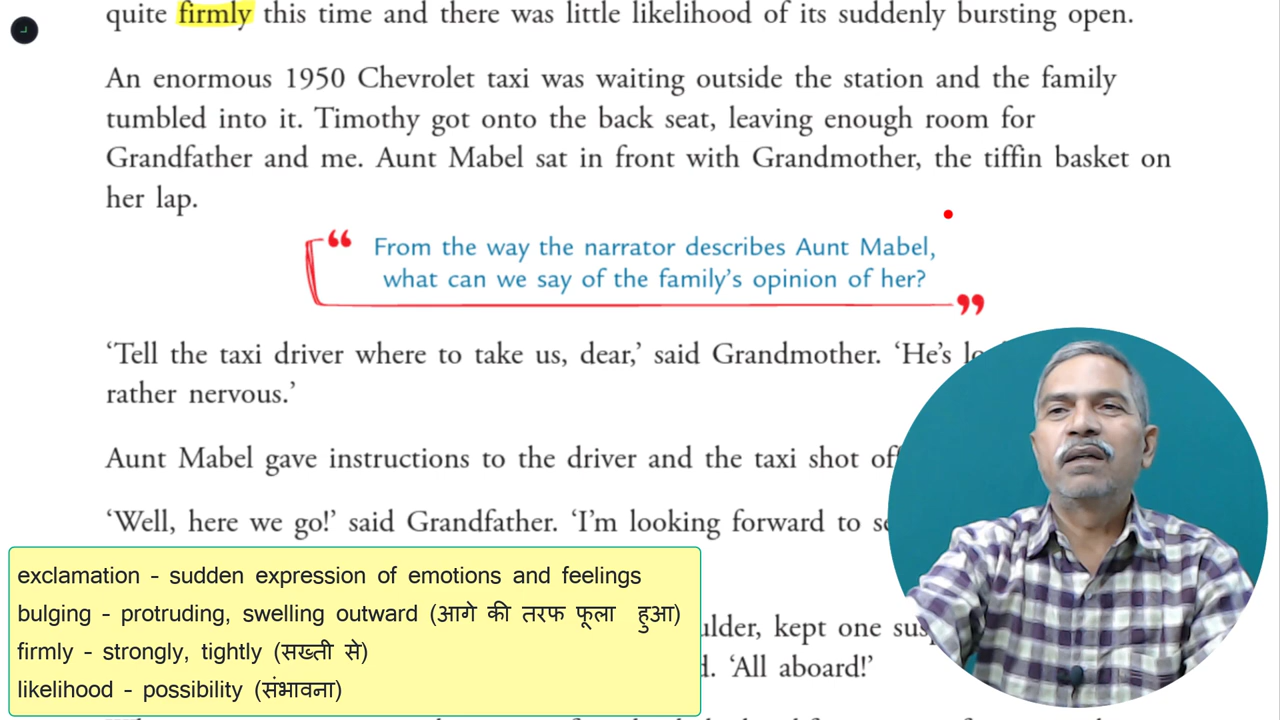 quite firmly this time and there was little likelihood of its suddenly bursting open.
An enormous 1950 Chevrolet taxi was waiting outside the station and the family
tumbled into it. Timothy got onto the back seat, leaving enough room for
Grandfather and me. Aunt Mabel sat in front with Grandmother, the tiffin basket on
her lap.
“ From the way the narrator describes Aunt Mabel,
what can we say of the family’s opinion of her? ”
‘Tell the taxi driver where to take us, dear,’ said Grandmother. ‘He’s
rather nervous.’
Aunt Mabel gave instructions to the driver and the taxi shot
‘Well, here we go!’ said Grandfather. ‘I’m looking forward to
exclamation - sudden expression of emotions and feelings
bulging - protruding, swelling outward (आगे की तरफ फूला हुआ)
firmly - strongly, tightly (सख्ती से)
likelihood - possibility (संभावना)
kept one
‘All aboard!’